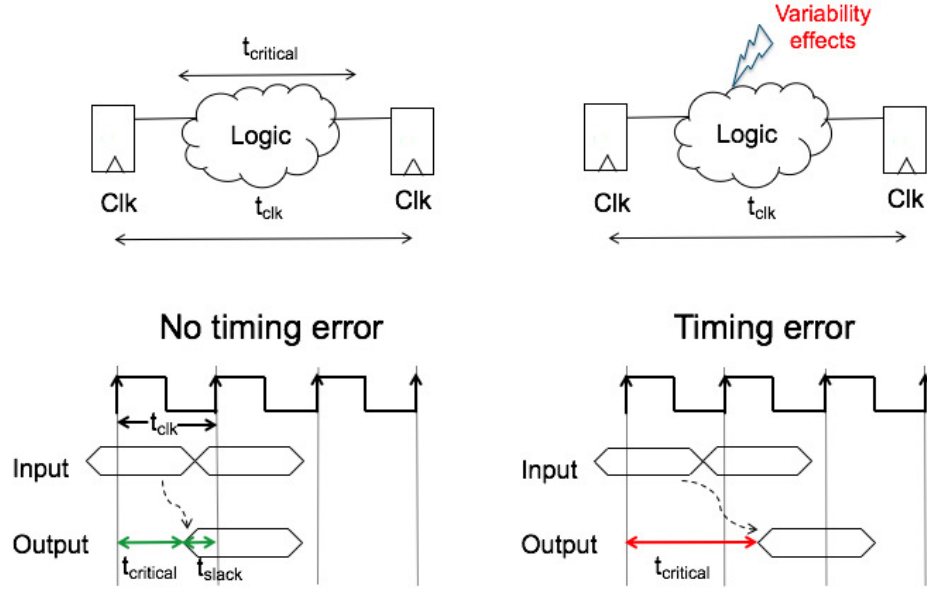 t_critical
Logic
Clk
t_clk
Clk
Variability
effects
Logic
Clk
t_clk
Clk
No timing error
t_clk
Input
Output
t_critical
t_slack
Timing error
Input
Output
t_critical